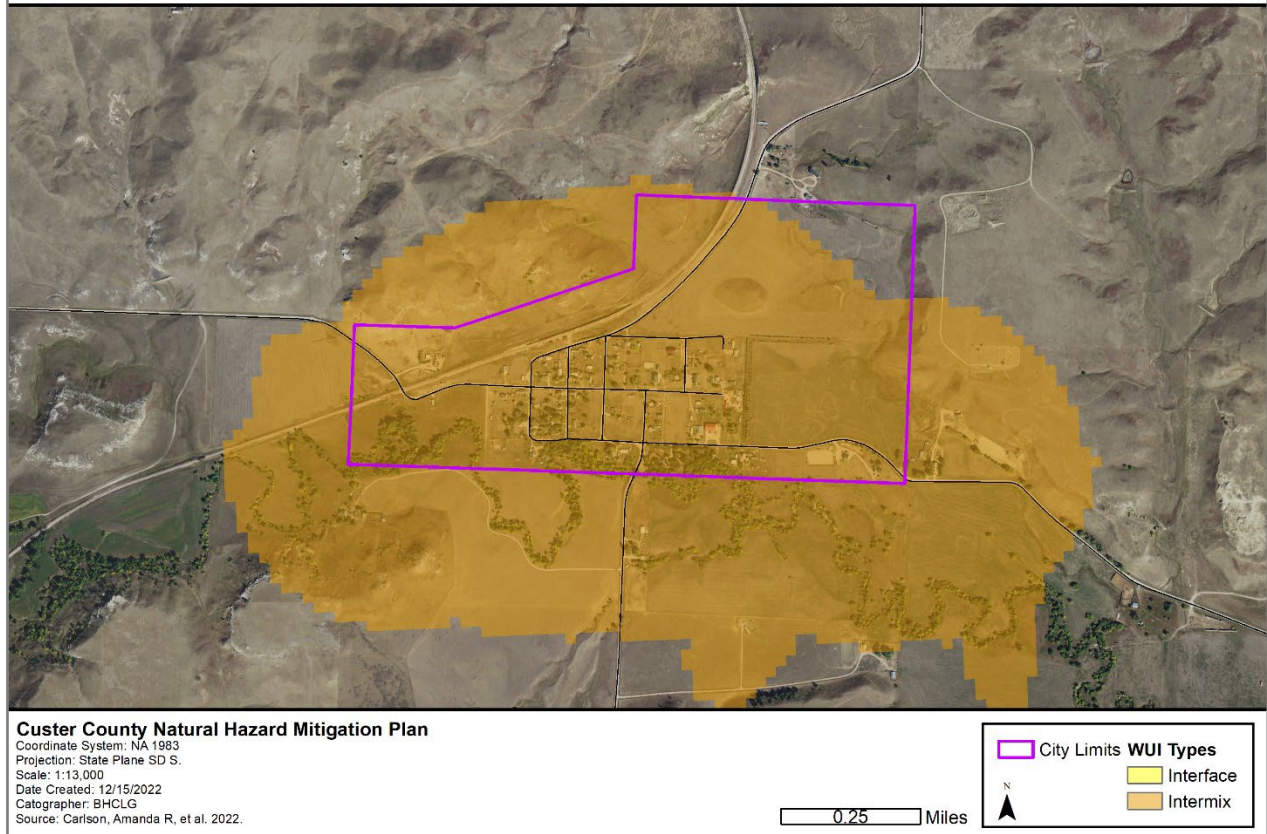 Custer County Natural Hazard Mitigation Plan
Coordinate System: NA 1983
Projection: State Plane SD S.
Scale: 1:13,000
Date Created: 12/15/2022
Catographer: BHCLG
Source: Carlson, Amanda R, et al. 2022.
0.25 Miles
City Limits WUI Types
Interface
N
Intermix